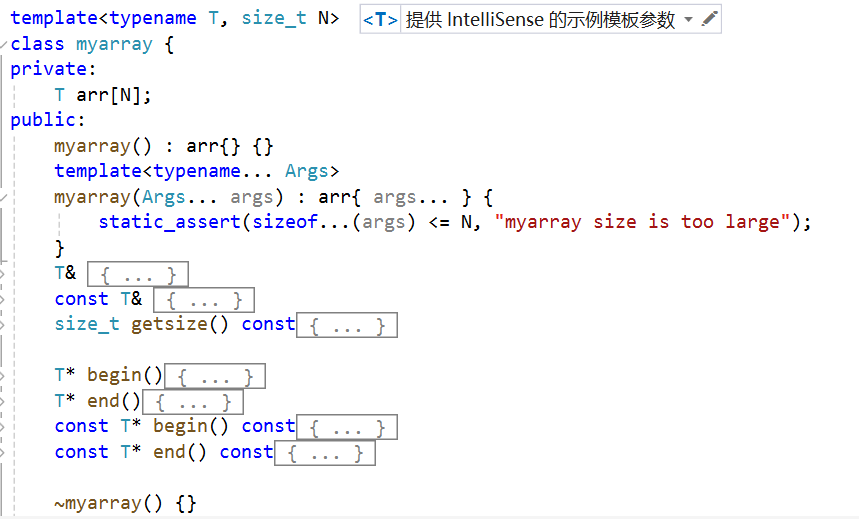 template<typename T, size_t N> <T> 提供 IntelliSense 的示例模板参数
class myarray {
private:
    T arr[N];
public:
    myarray() : arr{} {}
    template<typename... Args>
    myarray(Args... args) : arr{ args... } {
        static_assert(sizeof...(args) <= N, "myarray size is too large");
    }
    T& { ... }
    const T& { ... }
    size_t getsize() const{ ... }

    T* begin(){ ... }
    T* end(){ ... }
    const T* begin() const{ ... }
    const T* end() const{ ... }

    ~myarray() {}